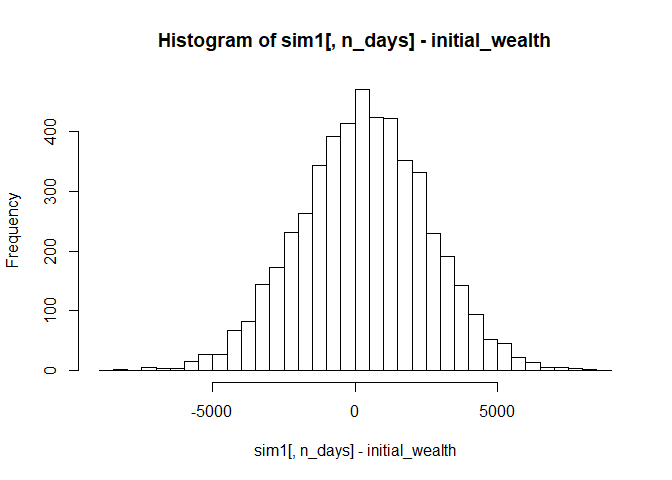 Histogram of sim1[, n_days] - initial_wealth
Frequency
400
300
200
100
0
-5000 0 5000
sim1[, n_days] - initial_wealth